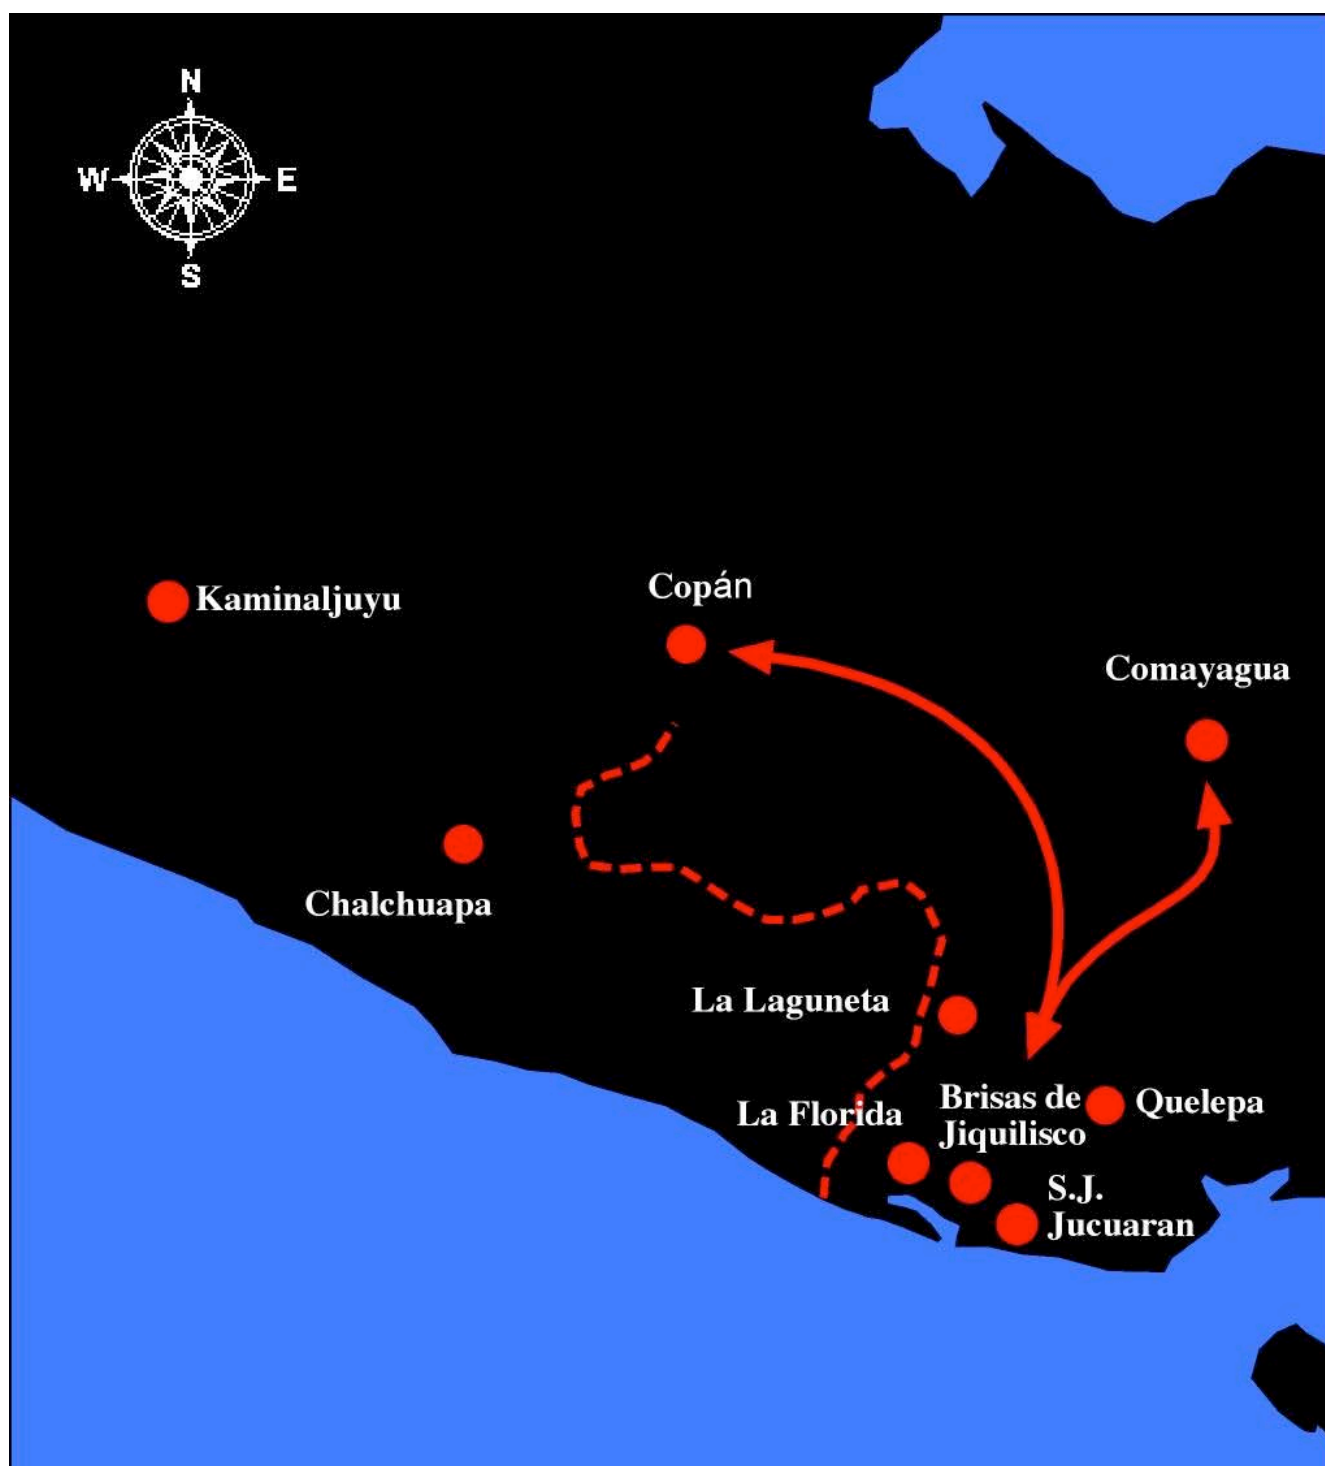 N
W E
S
Kaminaljuyu
Copán
Comayagua
Chalchuapa
La Laguneta
La Florida
Brisas de
Jiquilisco
Quelepa
S.J.
Jucuaran